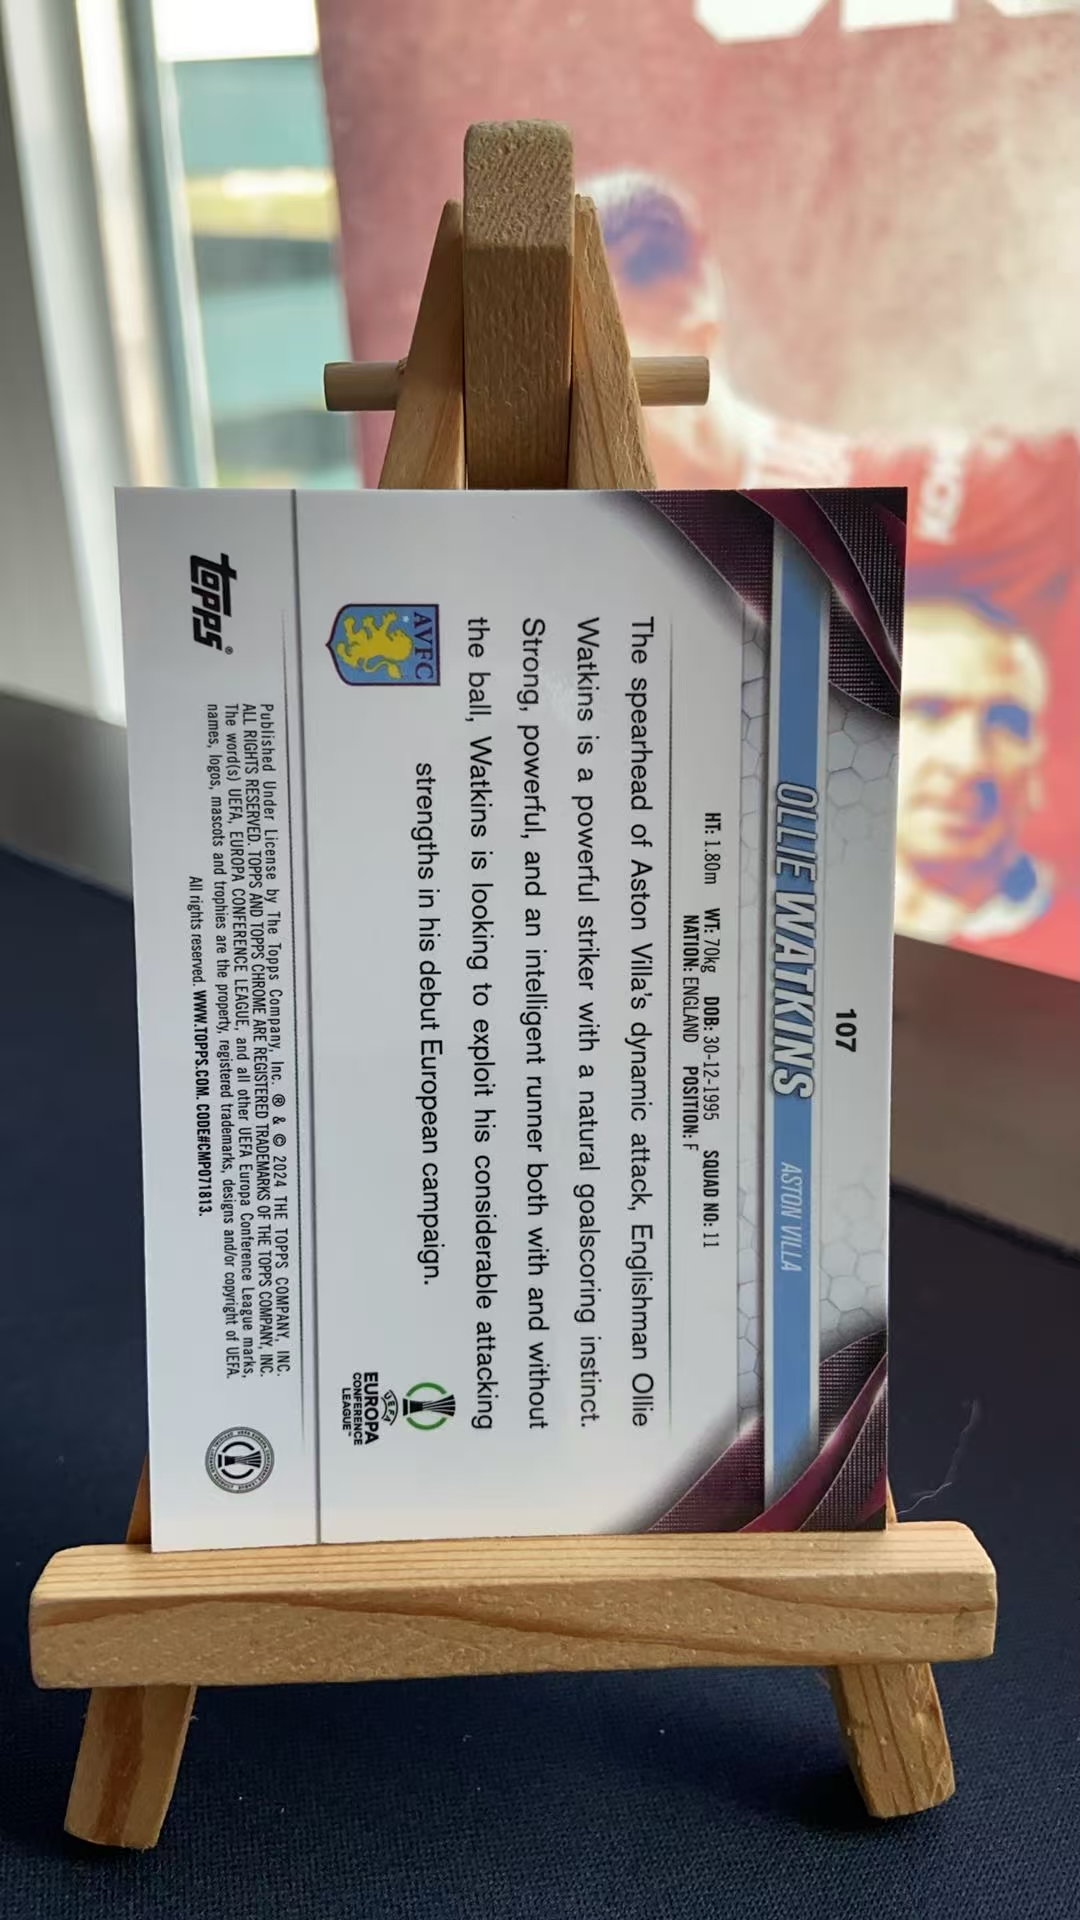 107
OLLIE WATKINS ASTON VILLA
HT: 1.80m WT: 70kg DOB: 30-12-1995 SQUAD NO: 11
NATION: ENGLAND POSITION: F
The spearhead of Aston Villa's dynamic attack, Englishman Ollie
Watkins is a powerful striker with a natural goalscoring instinct.
Strong, powerful, and an intelligent runner both with and without
the ball, Watkins is looking to exploit his considerable attacking
strengths in his debut European campaign.
AVFC
UEFA
EUROPA
CONFERENCE
LEAGUE™
topps®
Published Under License by The Topps Company, Inc. ® & © 2024 THE TOPPS COMPANY, INC.
ALL RIGHTS RESERVED. TOPPS AND TOPPS CHROME ARE REGISTERED TRADEMARKS OF THE TOPPS COMPANY, INC.
The word(s) UEFA, EUROPA CONFERENCE LEAGUE, and all other UEFA Europa Conference League marks,
names, logos, mascots and trophies are the property, registered trademarks, designs and/or copyright of UEFA.
All rights reserved. WWW.TOPPS.COM. CODE#CMP071813.